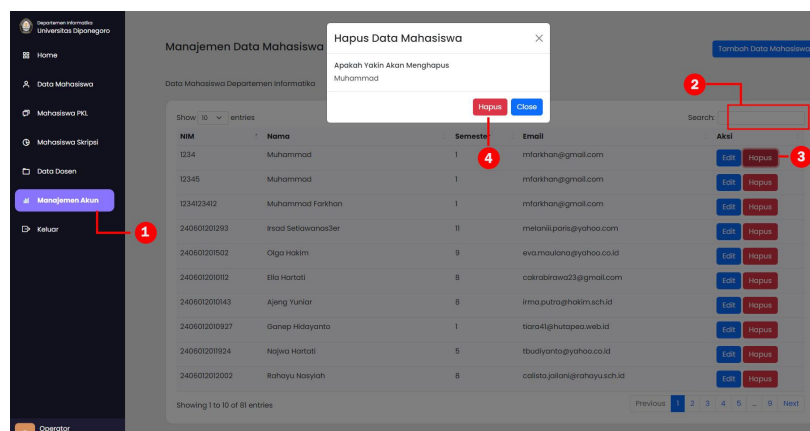 Departemen Informatika
Universitas Diponegoro
Home
Data Mahasiswa
Mahasiswa PKL
Mahasiswa Skripsi
Data Dosen
Manajemen Akun
Keluar
Operator
1
Manajemen Data Mahasiswa
Tambah Data Mahasiswa
Data Mahasiswa Departemen Informatika
Hapus Data Mahasiswa
Apakah Yakin Akan Menghapus
Muhammad
Hapus Close
4
2
Show 10 entries
Search:
NIM Nama Semester Email Aksi
1234 Muhammad 1 mfarkhan@gmail.com Edit Hapus
3
12345 Muhammad 1 mfarkhan@gmail.com Edit Hapus
1234123412 Muhammad Farkhan 1 mfarkhan@gmail.com Edit Hapus
240601201293 Irsad Setiawanas3er 11 melanili.paris@yahoo.com Edit Hapus
240601201502 Olga Hakim 9 eva.maulana@yahoo.co.id Edit Hapus
2406012010112 Elia Hartati 8 cakrabirawa23@gmail.com Edit Hapus
2406012010143 Ajeng Yuniar 8 irma.putra@hakim.sch.id Edit Hapus
2406012010927 Ganep Hidayanto 1 tiara41@hutapea.web.id Edit Hapus
2406012011924 Najwa Hartati 5 tbudiyanto@yahoo.co.id Edit Hapus
2406012012002 Rahayu Nasyiah 8 calista.jailani@rahayu.sch.id Edit Hapus
Showing 1 to 10 of 81 entries
Previous 1 2 3 4 5 … 9 Next